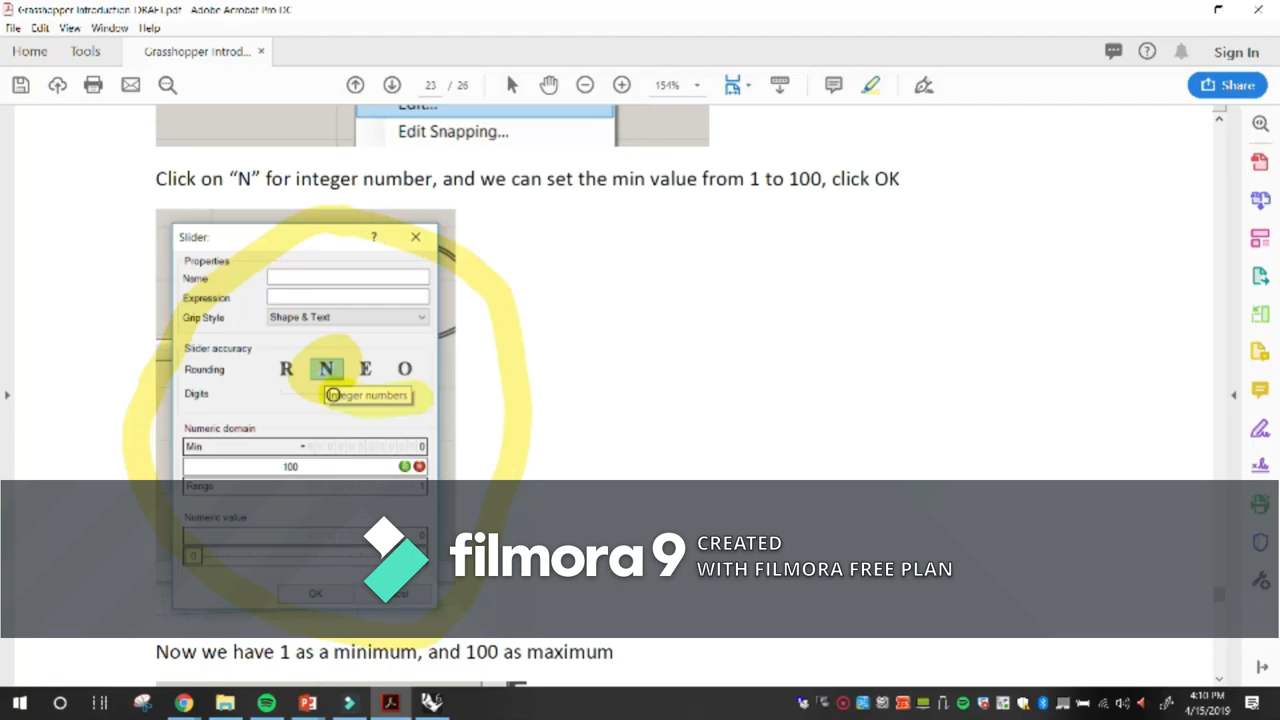 Grasshopper Introduction DRAFT.pdf - Adobe Acrobat Pro DC
File Edit View Window Help
Home Tools Grasshopper Introd... × Sign In
23 / 26 154% Share
Edit...
Edit Snapping...
Click on “N” for integer number, and we can set the min value from 1 to 100, click OK
Slider: ? ×
Properties
Name
Expression
Grip Style Shape & Text
Slider accuracy
Rounding R N E O
Integer numbers
Digits
Numeric domain
Min 0
100
Range 1
Numeric value
0
0
OK
filmora9 CREATED
WITH FILMORA FREE PLAN
Now we have 1 as a minimum, and 100 as maximum
4:10 PM
4/15/2019